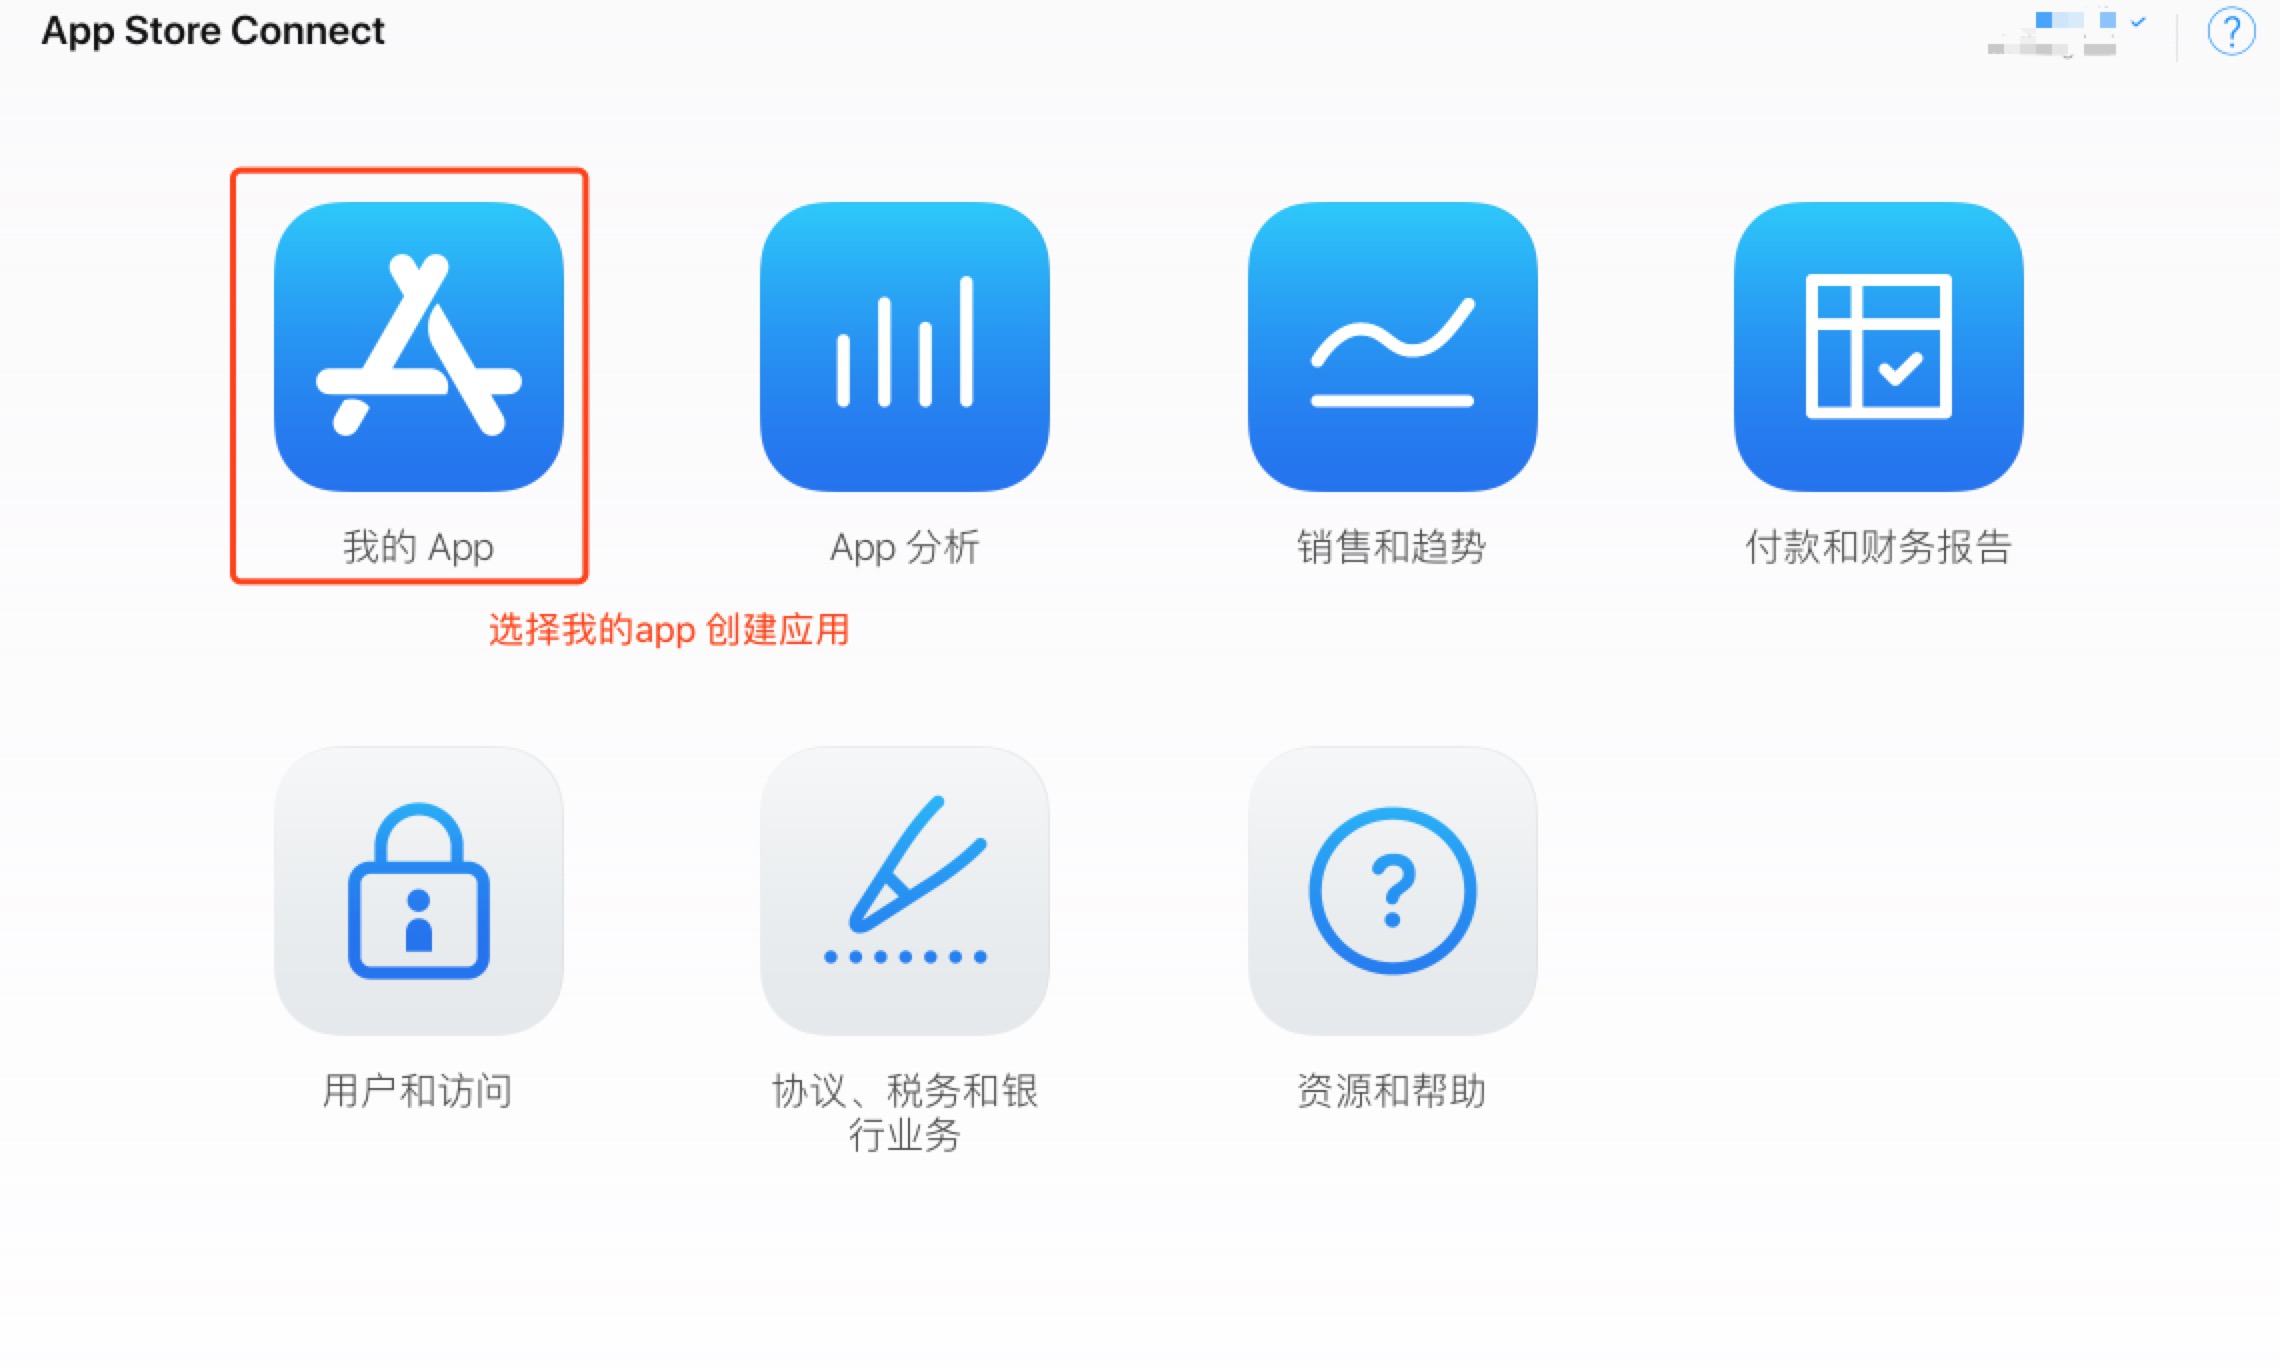 App Store Connect
?
我的 App
App 分析
销售和趋势
付款和财务报告
选择我的app 创建应用
?
用户和访问
协议、税务和银
行业务
资源和帮助